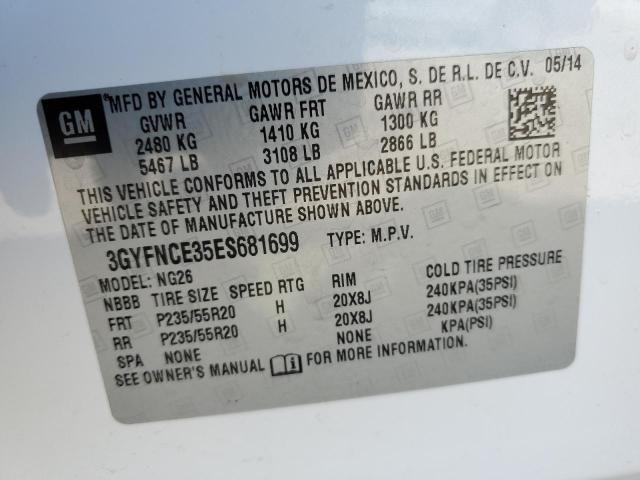 GM
MFD BY GENERAL MOTORS DE MEXICO, S. DE R.L. DE C.V. 05/14
GVWR GAWR FRT GAWR RR
2480 KG 1410 KG 1300 KG
5467 LB 3108 LB 2866 LB
THIS VEHICLE CONFORMS TO ALL APPLICABLE U.S. FEDERAL MOTOR
VEHICLE SAFETY AND THEFT PREVENTION STANDARDS IN EFFECT ON
THE DATE OF MANUFACTURE SHOWN ABOVE.
3GYFNCE35ES681699 TYPE: M.P.V.
MODEL: NG26
NBBB TIRE SIZE SPEED RTG RIM COLD TIRE PRESSURE
FRT P235/55R20 H 20X8J 240KPA(35PSI)
RR P235/55R20 H 20X8J 240KPA(35PSI)
SPA NONE NONE KPA(PSI)
SEE OWNER'S MANUAL FOR MORE INFORMATION.